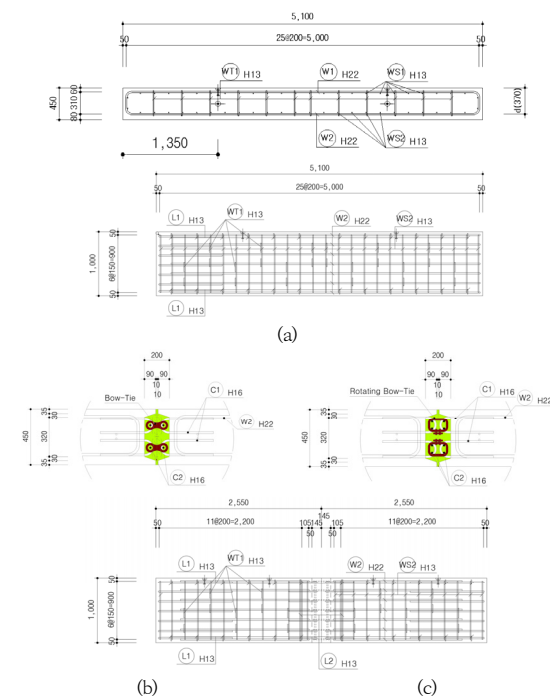 5,100
50 25@200=5,000 50
WT1 H13 W1 H22 WS1 H13
450 80 310 60 d(370)
1,350 W2 H22 WS2 H13
5,100
50 25@200=5,000 50
L1 H13 WT1 H13 W2 H22 WS2 H13
1,000 50 6@150=900 50
L1 H13
(a)
200 200
90 90 90 90
10 10
10 10
Bow-Tie C1 H16 Rotating Bow-Tie C1 H16 W2 H22
W2 H22
450 35 30 320 30 35 450 35 30 320 30 35
C2 H16 C2 H16
2,550 2,550
145
50 11@200=2,200 105 145 105 11@200=2,200 50
50 50
L1 H13 WT1 H13 W2 H22 WS2 H13
1,000 50 6@150=900 50
L1 H13 L2 H13
(b) (c)